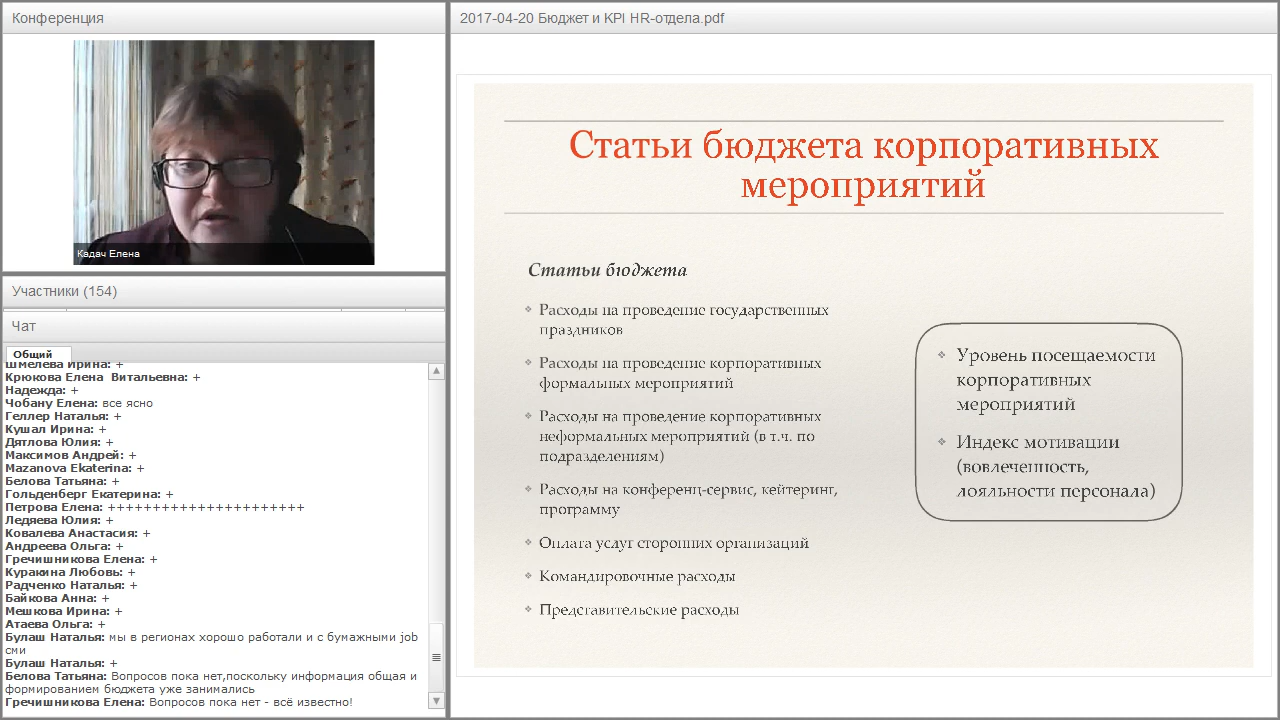 Конференция
Кадач Елена
Участники (154)
Чат
Общий
Шмелева Ирина: +
Крюкова Елена Витальевна: +
Надежда: +
Чобану Елена: все ясно
Геллер Наталья: +
Кушал Ирина: +
Дятлова Юлия: +
Максимов Андрей: +
Mazanova Ekaterina: +
Белова Татьяна: +
Гольденберг Екатерина: +
Петрова Елена: ++++++++++++++++++++++
Ледяева Юлия: +
Ковалева Анастасия: +
Андреева Ольга: +
Гречишникова Елена: +
Куракина Любовь: +
Радченко Наталья: +
Байкова Анна: +
Мешкова Ирина: +
Атаева Ольга: +
Булаш Наталья: мы в регионах хорошо работали и с бумажными job
сми
Булаш Наталья: +
Белова Татьяна: Вопросов пока нет,поскольку информация общая и
формированием бюджета уже занимались
Гречишникова Елена: Вопросов пока нет - всё известно!
2017-04-20 Бюджет и KPI HR-отдела.pdf
Статьи бюджета корпоративных
мероприятий
Статьи бюджета
Расходы на проведение государственных
праздников
Расходы на проведение корпоративных
формальных мероприятий
Расходы на проведение корпоративных
неформальных мероприятий (в т.ч. по
подразделениям)
Расходы на конференц-сервис, кейтеринг,
программу
Оплата услуг сторонних организаций
Командировочные расходы
Представительские расходы
Уровень посещаемости
корпоративных
мероприятий
Индекс мотивации
(вовлеченность,
лояльности персонала)